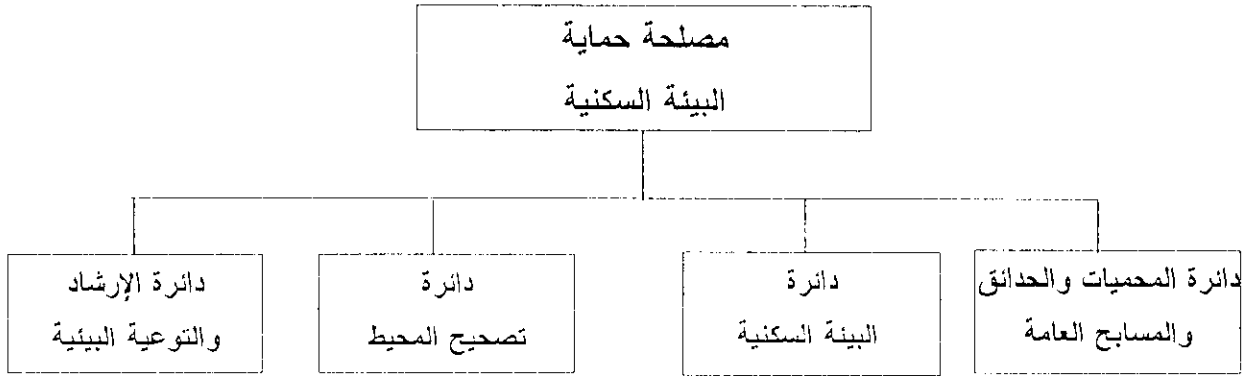 مصلحة حماية
البيئة السكنية
دائرة المحميات والحدائق
والمسابح العامة
دائرة
البيئة السكنية
دائرة
تصحيح المحيط
دائرة الإرشاد
والتوعية البيئية